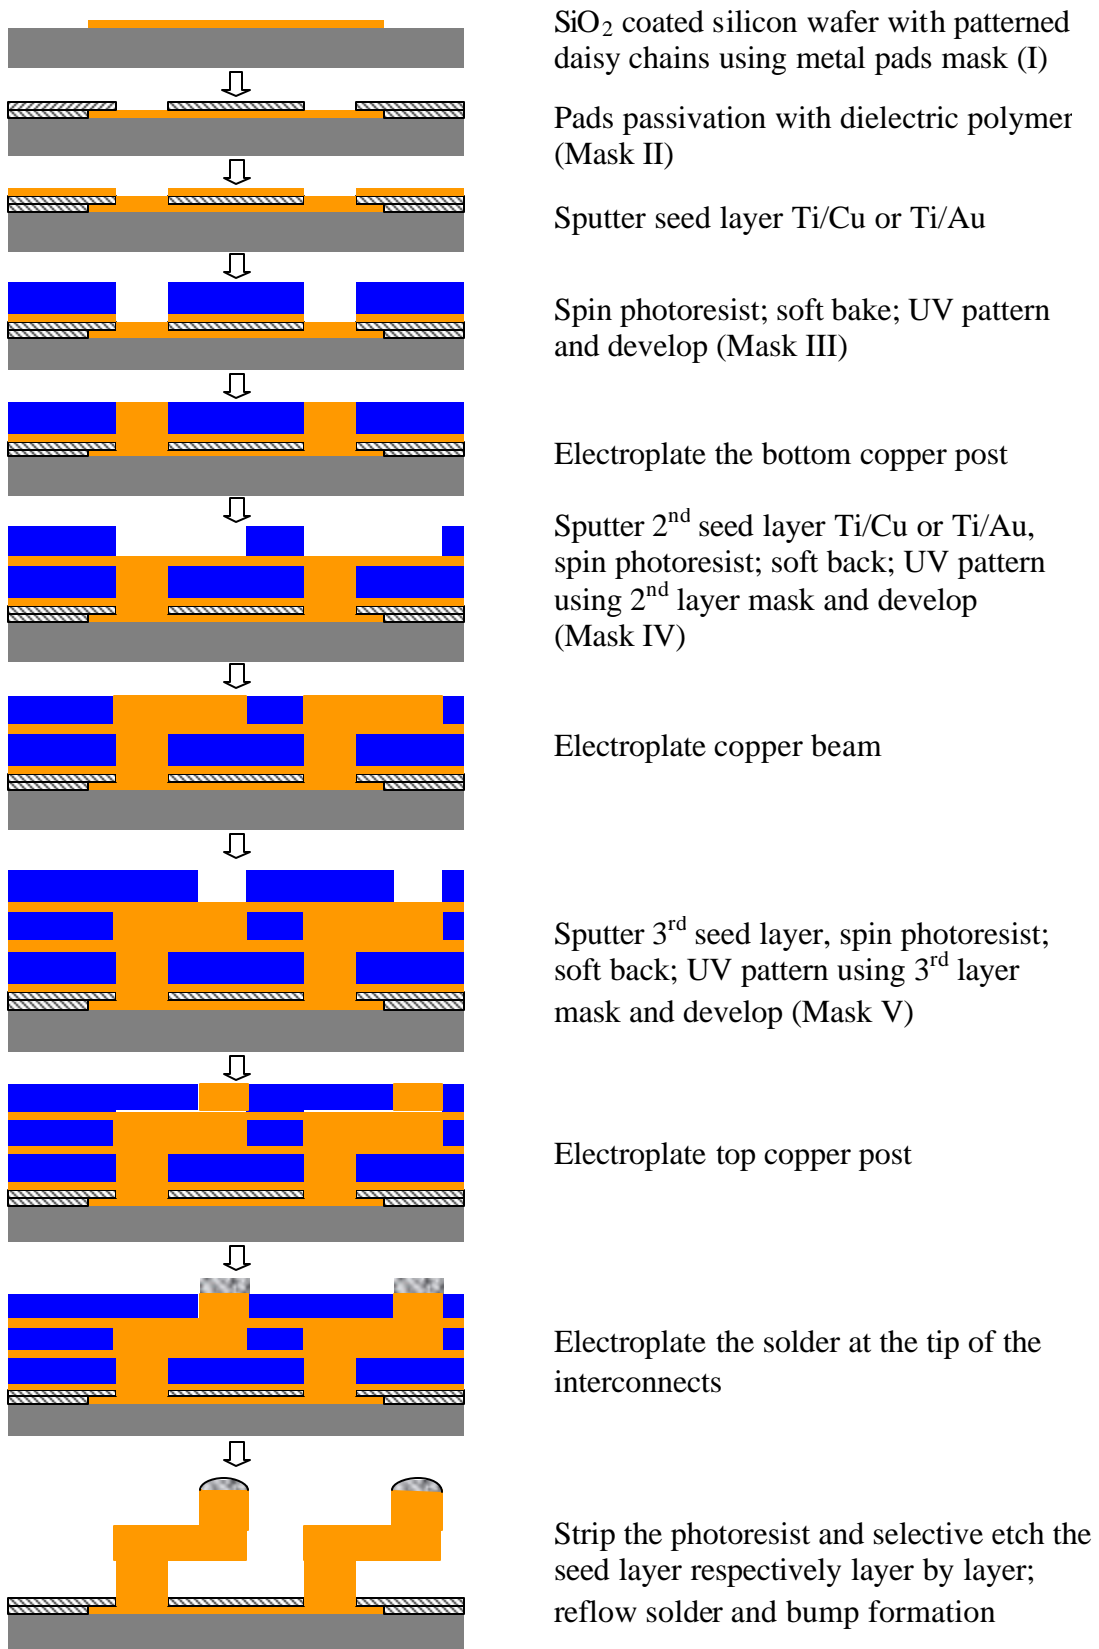 SiO2 coated silicon wafer with patterned
daisy chains using metal pads mask (I)
Pads passivation with dielectric polymer
(Mask II)
Sputter seed layer Ti/Cu or Ti/Au
Spin photoresist; soft bake; UV pattern
and develop (Mask III)
Electroplate the bottom copper post
Sputter 2nd seed layer Ti/Cu or Ti/Au,
spin photoresist; soft back; UV pattern
using 2nd layer mask and develop
(Mask IV)
Electroplate copper beam
Sputter 3rd seed layer, spin photoresist;
soft back; UV pattern using 3rd layer
mask and develop (Mask V)
Electroplate top copper post
Electroplate the solder at the tip of the
interconnects
Strip the photoresist and selective etch the
seed layer respectively layer by layer;
reflow solder and bump formation